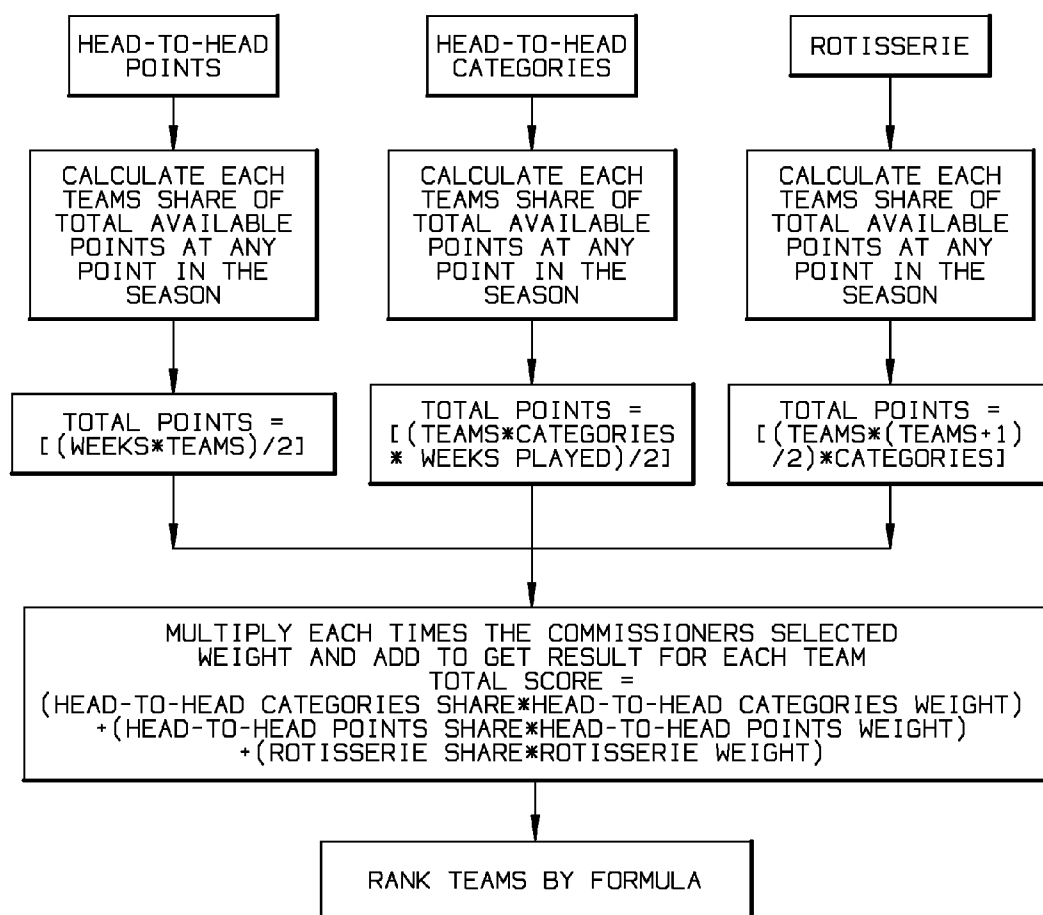 HEAD-TO-HEAD
POINTS
HEAD-TO-HEAD
CATEGORIES
ROTISSERIE
CALCULATE EACH
TEAMS SHARE OF
TOTAL AVAILABLE
POINTS AT ANY
POINT IN THE
SEASON
CALCULATE EACH
TEAMS SHARE OF
TOTAL AVAILABLE
POINTS AT ANY
POINT IN THE
SEASON
CALCULATE EACH
TEAMS SHARE OF
TOTAL AVAILABLE
POINTS AT ANY
POINT IN THE
SEASON
TOTAL POINTS =
[(WEEKS*TEAMS)/2]
TOTAL POINTS =
[(TEAMS*CATEGORIES
* WEEKS PLAYED)/2]
TOTAL POINTS =
[(TEAMS*(TEAMS+1)
/2)*CATEGORIES]
MULTIPLY EACH TIMES THE COMMISSIONERS SELECTED
WEIGHT AND ADD TO GET RESULT FOR EACH TEAM
TOTAL SCORE =
(HEAD-TO-HEAD CATEGORIES SHARE*HEAD-TO-HEAD CATEGORIES WEIGHT)
+(HEAD-TO-HEAD POINTS SHARE*HEAD-TO-HEAD POINTS WEIGHT)
+(ROTISSERIE SHARE*ROTISSERIE WEIGHT)
RANK TEAMS BY FORMULA